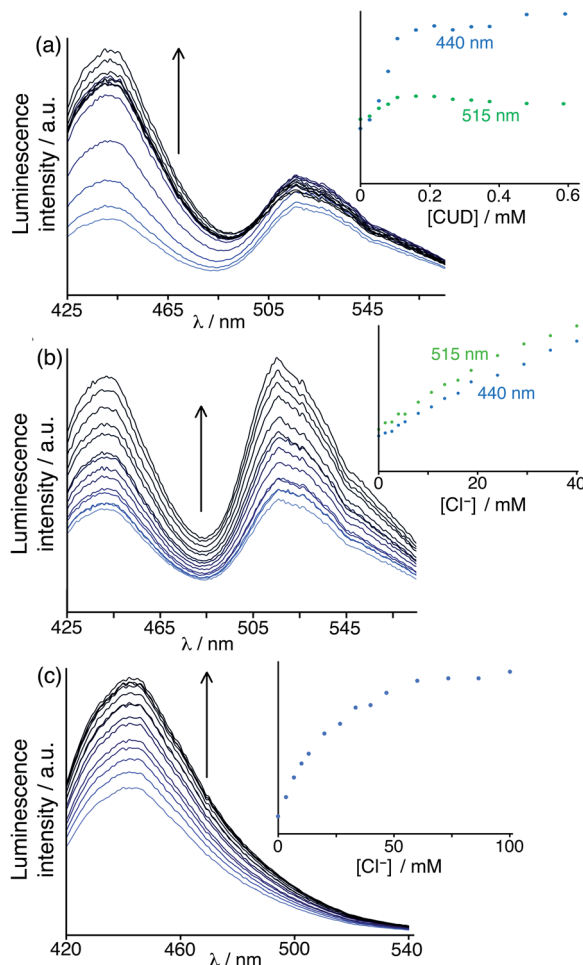 (a)
Luminescence
intensity / a.u.
425
465
505
545
λ / nm
440 nm
515 nm
0
0.2
0.4
0.6
[CUD] / mM
(b)
Luminescence
intensity / a.u.
425
465
505
545
λ / nm
515 nm
440 nm
0
20
40
[Cl⁻] / mM
(c)
Luminescence
intensity / a.u.
420
460
500
540
λ / nm
0
50
100
[Cl⁻] / mM